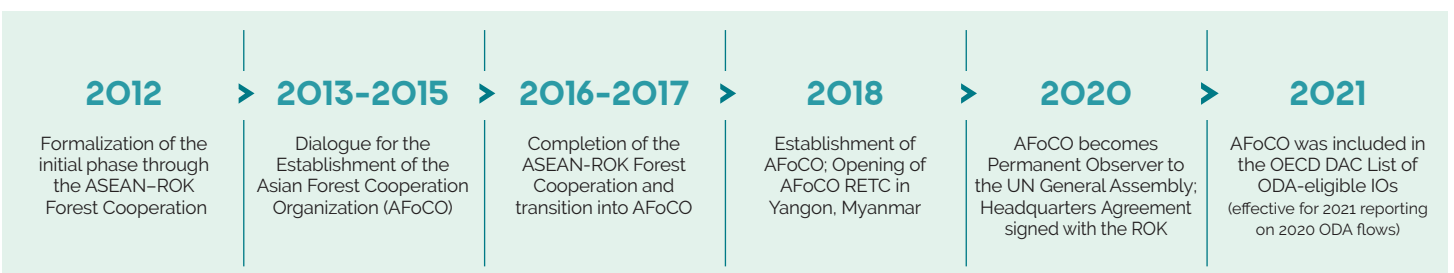 2012
Formalization of the
initial phase through
the ASEAN–ROK
Forest Cooperation
>
2013-2015
Dialogue for the
Establishment of the
Asian Forest Cooperation
Organization (AFoCO)
>
2016-2017
Completion of the
ASEAN-ROK Forest
Cooperation and
transition into AFoCO
>
2018
Establishment of
AFoCO; Opening of
AFoCO RETC in
Yangon, Myanmar
>
2020
AFoCO becomes
Permanent Observer to
the UN General Assembly;
Headquarters Agreement
signed with the ROK
>
2021
AFoCO was included in
the OECD DAC List of
ODA-eligible IOs
(effective for 2021 reporting
on 2020 ODA flows)